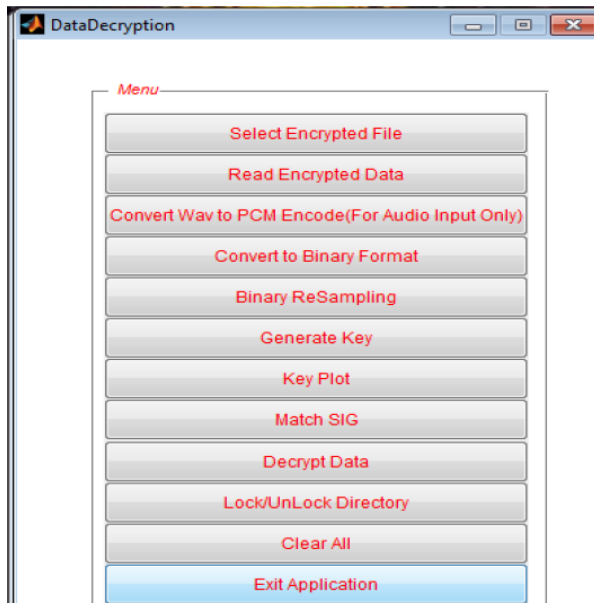 DataDecryption
Menu
Select Encrypted File
Read Encrypted Data
Convert Wav to PCM Encode(For Audio Input Only)
Convert to Binary Format
Binary ReSampling
Generate Key
Key Plot
Match SIG
Decrypt Data
Lock/UnLock Directory
Clear All
Exit Application